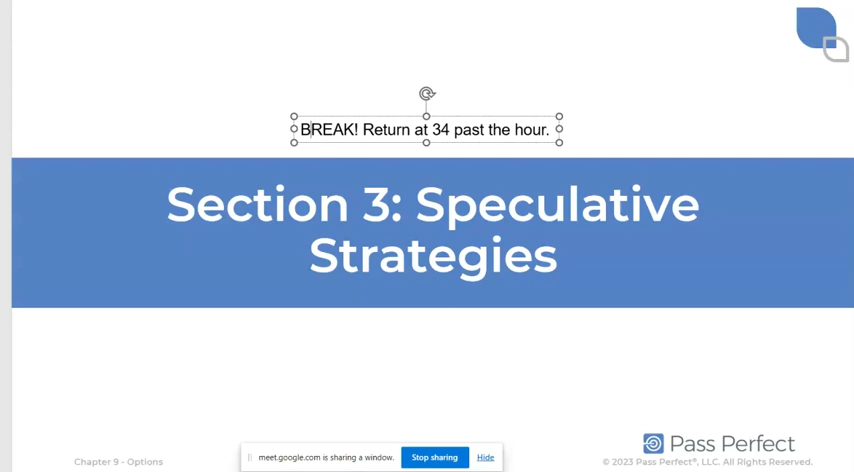 BREAK! Return at 34 past the hour.
Section 3: Speculative
Strategies
Pass Perfect
Chapter 9 - Options
© 2023 Pass Perfect®, LLC. All Rights Reserved.
meet.google.com is sharing a window.
Stop sharing
Hide